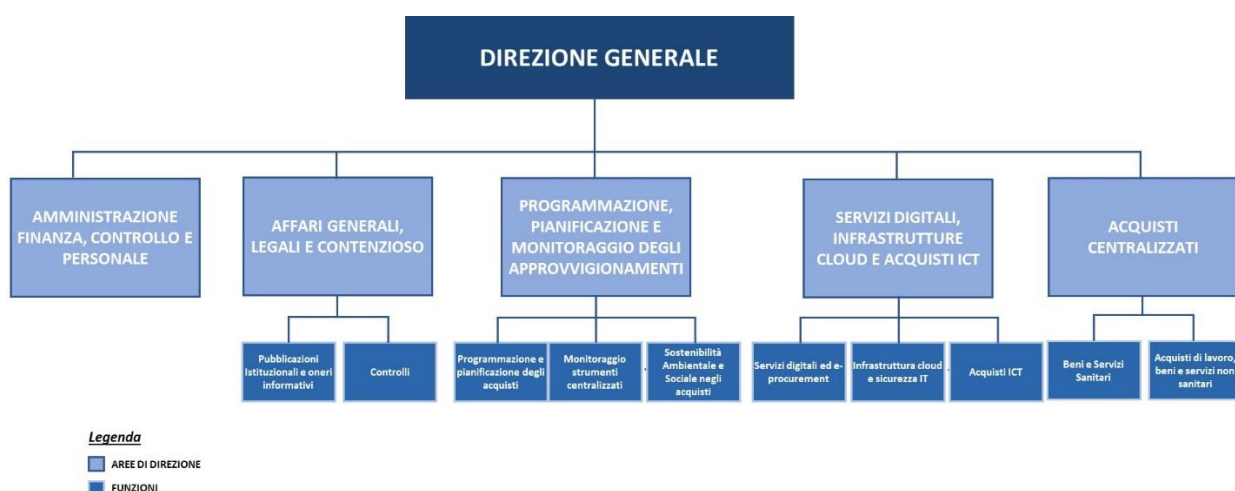 DIREZIONE GENERALE
AMMINISTRAZIONE
FINANZA, CONTROLLO E
PERSONALE
AFFARI GENERALI,
LEGALI E CONTENZIOSO
PROGRAMMAZIONE,
PIANIFICAZIONE E
MONITORAGGIO DEGLI
APPROVVIGIONAMENTI
SERVIZI DIGITALI,
INFRASTRUTTURE
CLOUD E ACQUISTI ICT
ACQUISTI
CENTRALIZZATI
Pubblicazioni
Istituzionali e oneri
informativi
Controlli
Programmazione e
pianificazione degli
acquisti
Monitoraggio
strumenti
centralizzati
Sostenibilità
Ambientale e
Sociale negli
acquisti
Servizi digitali ed e-
procurement
Infrastruttura cloud
e sicurezza IT
Acquisti ICT
Beni e Servizi
Sanitari
Acquisti di lavoro,
beni e servizi non
sanitari
Legenda
AREE DI DIREZIONE
FUNZIONI